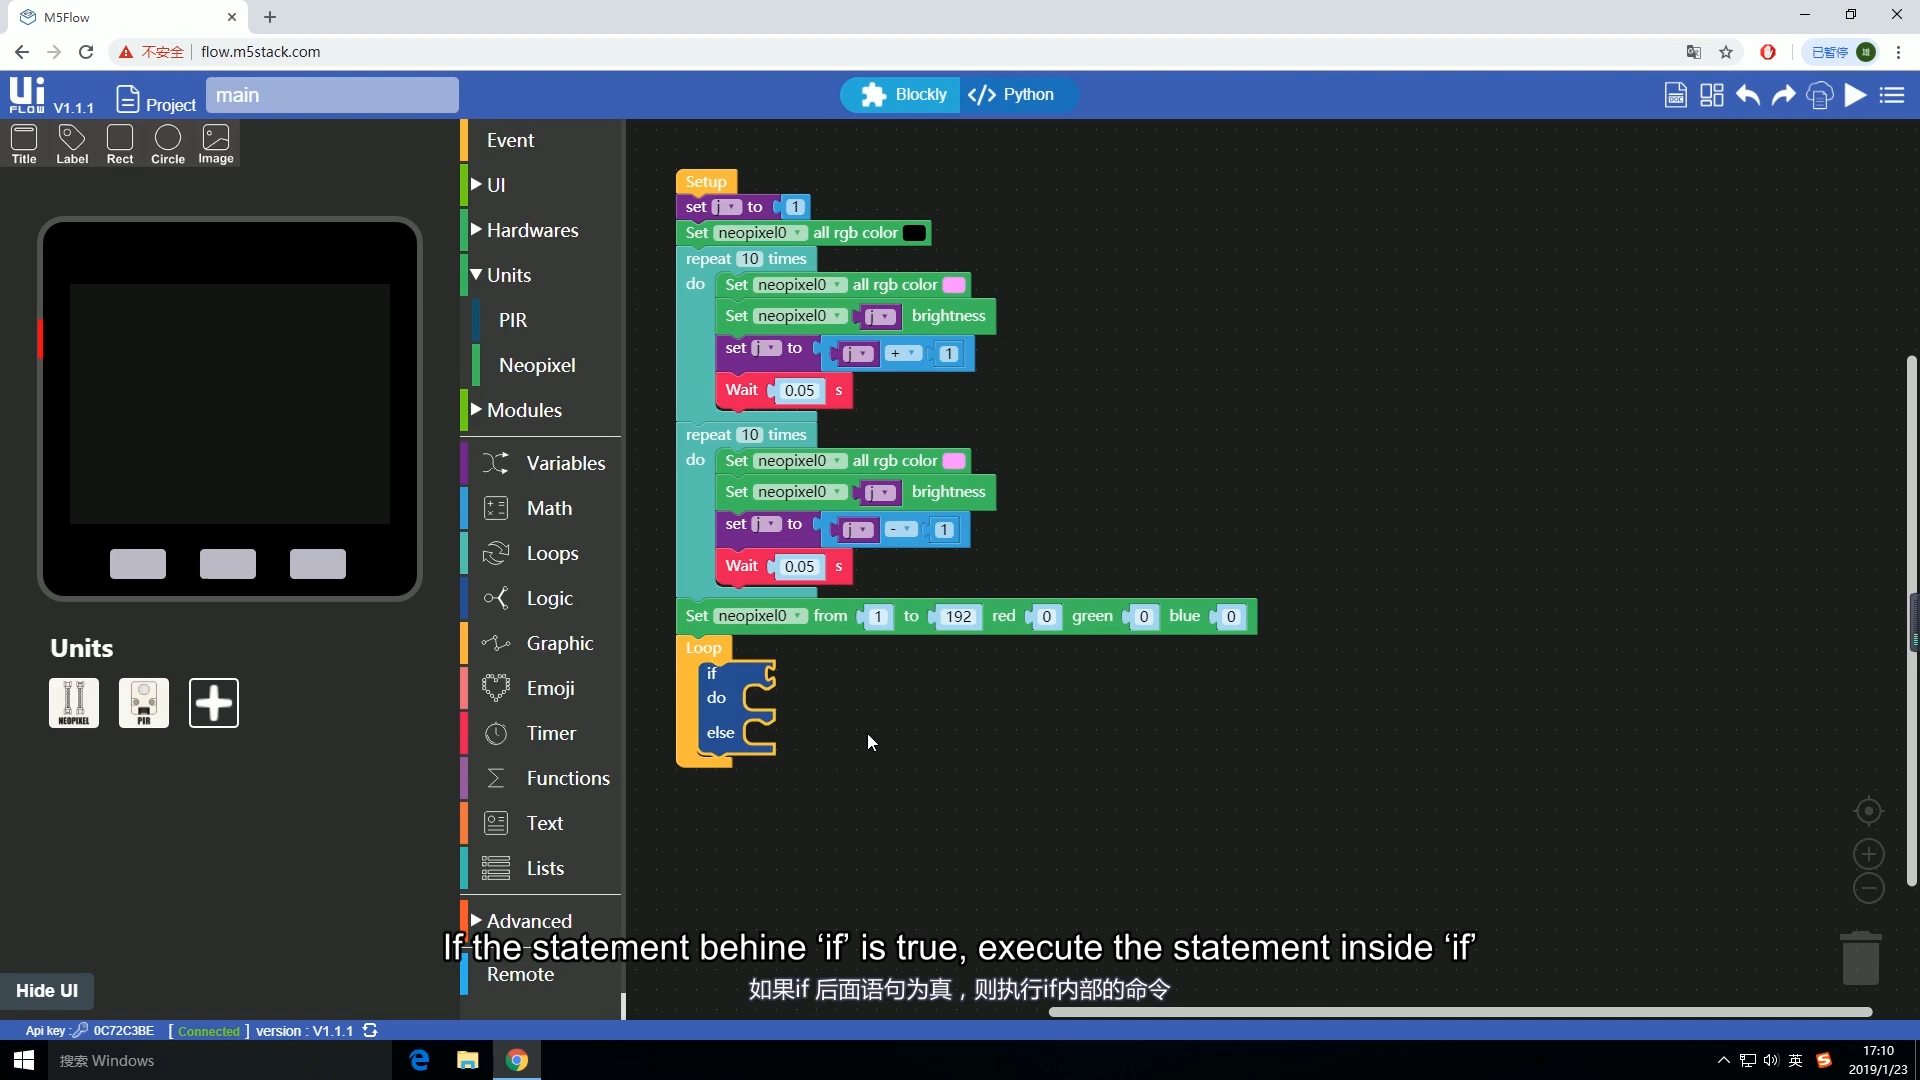 M5Flow
不安全
flow.m5stack.com
已暂停
雄
Ui
FLOW
V1.1.1
Project
main
Blockly
</> Python
DOC
Title
Label
Rect
Circle
Image
Event
UI
Hardwares
Units
PIR
Neopixel
Modules
Variables
Math
Loops
Logic
Graphic
Emoji
Timer
Functions
Text
Lists
Advanced
Remote
Units
NEOPIXEL
PIR
Hide UI
Setup
set j to 1
Set neopixel0 all rgb color
repeat 10 times
do Set neopixel0 all rgb color
Set neopixel0 j brightness
set j to j + 1
Wait 0.05 s
repeat 10 times
do Set neopixel0 all rgb color
Set neopixel0 j brightness
set j to j - 1
Wait 0.05 s
Set neopixel0 from 1 to 192 red 0 green 0 blue 0
Loop
if
do
else
If the statement behine ‘if’ is true, execute the statement inside ‘if’
如果if 后面语句为真，则执行if内部的命令
Api key : 0C72C3BE [ Connected ] version : V1.1.1
搜索 Windows
英
17:10
2019/1/23